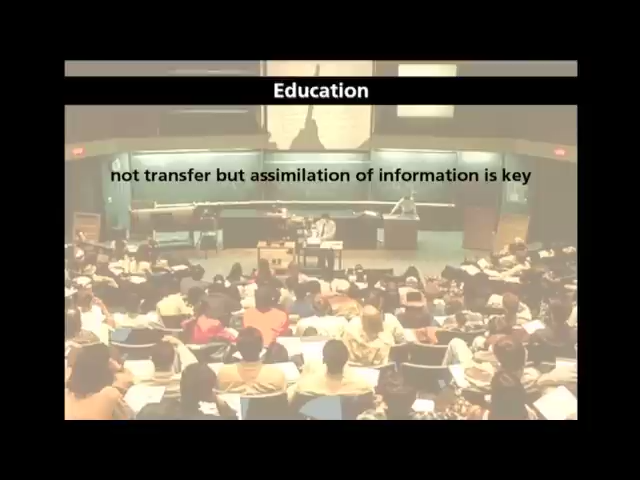 Education
not transfer but assimilation of information is key